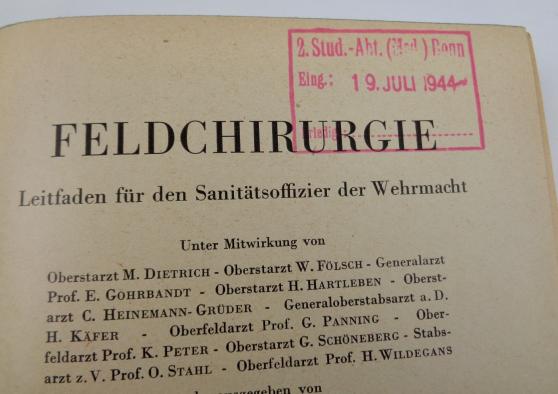 2. Stud.-Abt. (Med.) Bonn
Eing.: 19. JULI 1944
Erledig.:
FELDCHIRURGIE
Leitfaden für den Sanitätsoffizier der Wehrmacht
Unter Mitwirkung von
Oberstarzt M. DIETRICH - Oberstarzt W. FÖLSCH - Generalarzt
Prof. E. GOHRBANDT - Oberstarzt H. HARTLEBEN - Oberst-
arzt C. HEINEMANN-GRÜDER - Generaloberstabsarzt a. D.
H. KÄFER - Oberfeldarzt Prof. G. PANNING - Ober-
feldarzt Prof. K. PETER - Oberstarzt G. SCHÖNEBERG - Stabs-
arzt z. V. Prof. O. STAHL - Oberfeldarzt Prof. H. WILDEGANS
von